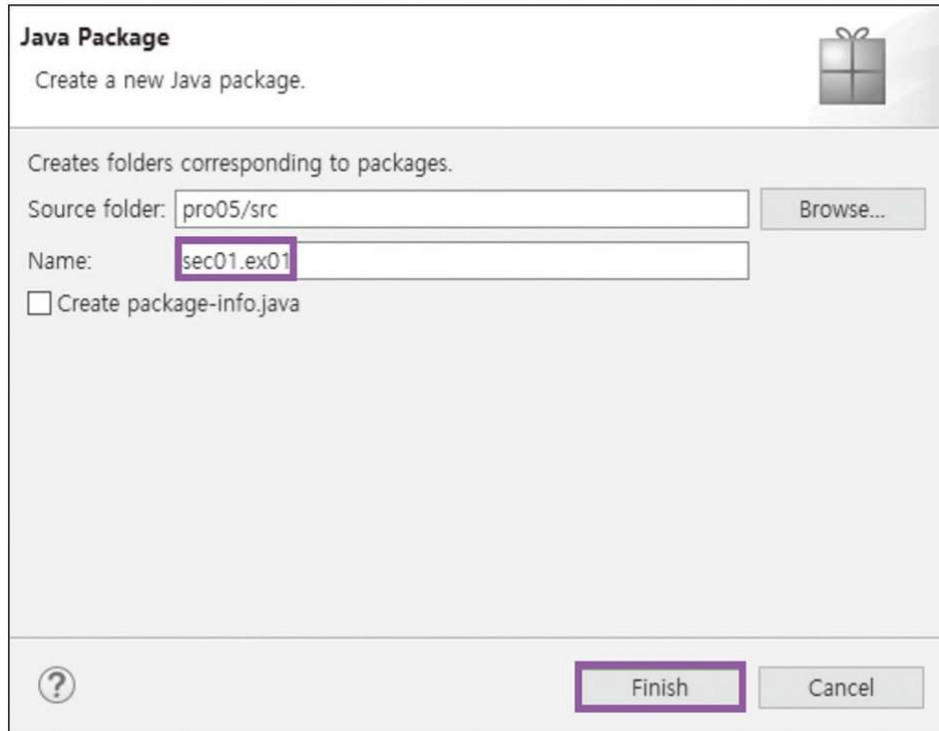 Java Package
Create a new Java package.
Creates folders corresponding to packages.
Source folder: pro05/src Browse...
Name: sec01.ex01
Create package-info.java
? Finish Cancel